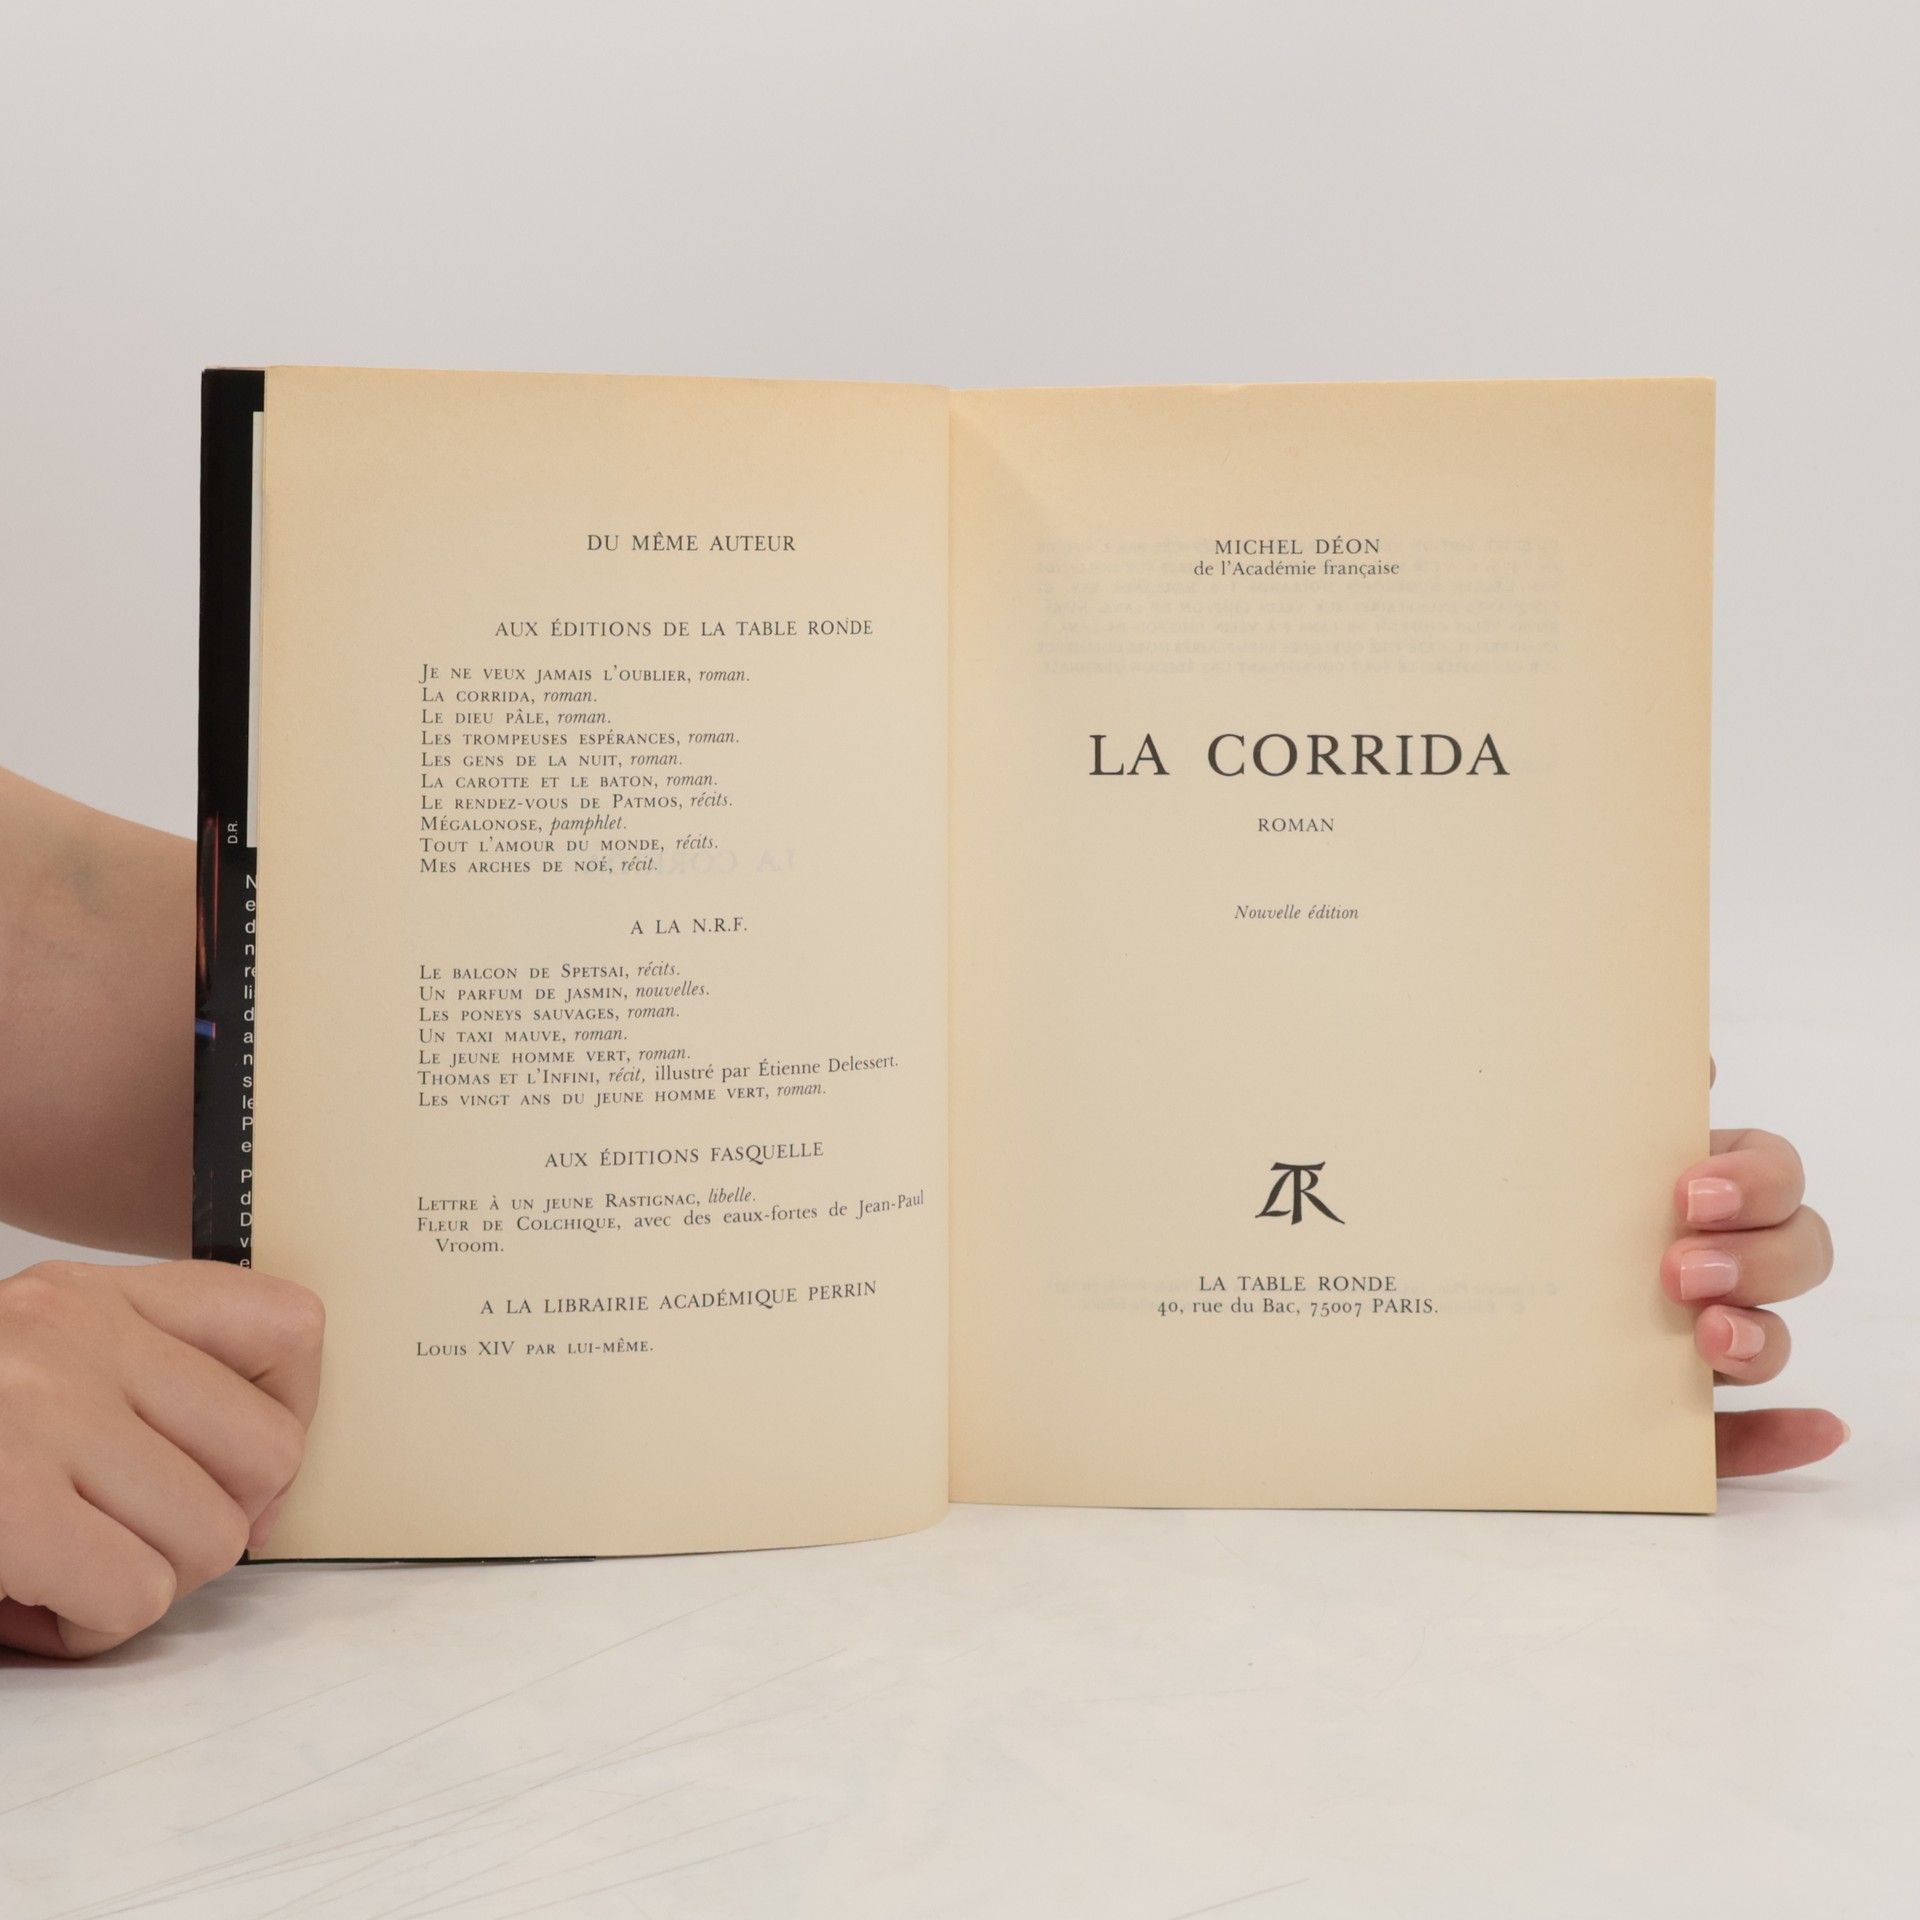 DU MÊME AUTEUR
AUX ÉDITIONS DE LA TABLE RONDE
JE NE VEUX JAMAIS L'OUBLIER, roman.
LA CORRIDA, roman.
LE DIEU PÂLE, roman.
LES TROMPEUSES ESPÉRANCES, roman.
LES GENS DE LA NUIT, roman.
LA CAROTTE ET LE BATON, roman.
LE RENDEZ-VOUS DE PATMOS, récits.
MÉGALONOSE, pamphlet.
TOUT L'AMOUR DU MONDE, récits.
MES ARCHES DE NOÉ, récit.
A LA N.R.F.
LE BALCON DE SPETSAI, récits.
UN PARFUM DE JASMIN, nouvelles.
LES PONEYS SAUVAGES, roman.
UN TAXI MAUVE, roman.
LE JEUNE HOMME VERT, roman.
THOMAS ET L'INFINI, récit, illustré par Étienne Delessert.
LES VINGT ANS DU JEUNE HOMME VERT, roman.
AUX ÉDITIONS FASQUELLE
LETTRE À UN JEUNE RASTIGNAC, libelle.
FLEUR DE COLCHIQUE, avec des eaux-fortes de Jean-Paul
Vroom.
A LA LIBRAIRIE ACADÉMIQUE PERRIN
LOUIS XIV PAR LUI-MÊME.
D.R.
MICHEL DÉON
de l'Académie française
LA CORRIDA
ROMAN
Nouvelle édition
LTR
LA TABLE RONDE
40, rue du Bac, 75007 PARIS.